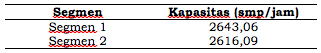 Segmen Kapasitas (smp/jam)
Segmen 1 2643,06
Segmen 2 2616,09